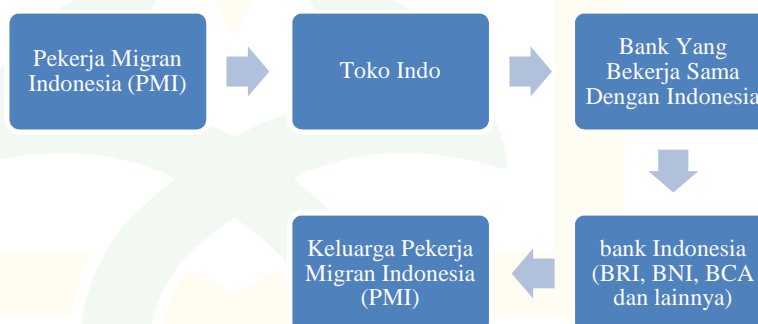 Pekerja Migran
Indonesia (PMI)
Toko Indo
Bank Yang
Bekerja Sama
Dengan Indonesia
bank Indonesia
(BRI, BNI, BCA
dan lainnya)
Keluarga Pekerja
Migran Indonesia
(PMI)